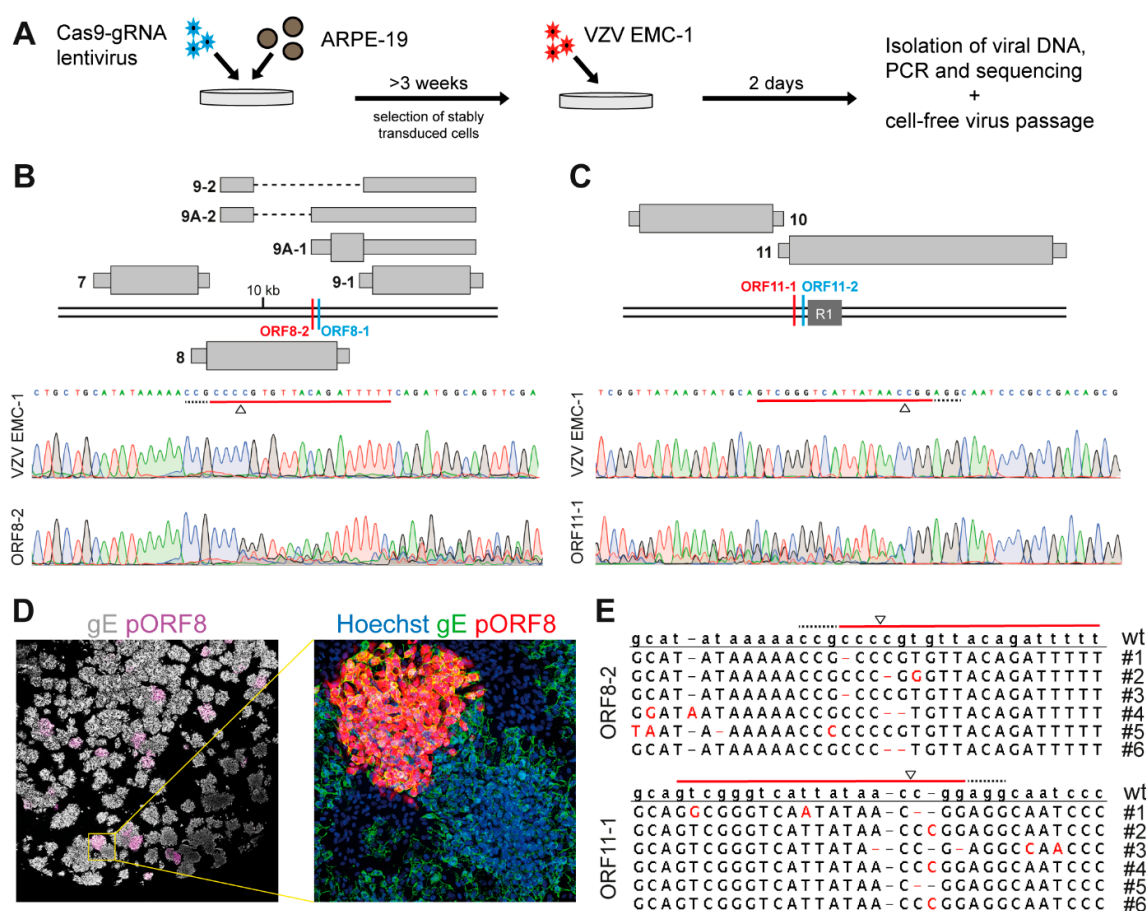 A
Cas9-gRNA
lentivirus
ARPE-19
>3 weeks
selection of stably
transduced cells
VZV EMC-1
2 days
Isolation of viral DNA,
PCR and sequencing
+
cell-free virus passage
B
9-2
9A-2
9A-1
7
9-1
10 kb
ORF8-2
ORF8-1
8
CTGCTGCATATAAAAACCGCCCCGTGTTACAGATTTTTCAGATGGCAGTTCGA
VZV EMC-1
ORF8-2
C
10
11
ORF11-1
ORF11-2
R1
TCGGTTATAAGTATGCAGTCGGGTCATTATAACCGGAGGCAATCCCGCCGACAGCG
VZV EMC-1
ORF11-1
D
gE pORF8
Hoechst gE pORF8
E
ORF8-2
gcat-ataaaaaccgccccgtgttacagattttt wt
GCAT-ATAAAAACCG-CCCGTGTTACAGATTTTT #1
GCAT-ATAAAAACCGCCC-GGGTTACAGATTTTT #2
GCAT-ATAAAAACCG-CCCGTGTTACAGATTTTT #3
GGATAATAAAAACCGCCC--TGTTACAGATTTTT #4
TAAT-A-AAAACCCCCCCGTGTTACAGATTTTT #5
GCAT-ATAAAAACCGCCC--TGTTACAGATTTTT #6
ORF11-1
gcagtcgggtcattataa-cc-ggaggcaatccc wt
GCAGGCGGGTCAATATAA-C--GGAGGCAATCCC #1
GCAGTCGGGTCATTATAA-CCCGGAGGCAATCCC #2
GCAGTCGGGTCATTATA--CC-G-AGGCCAACCC #3
GCAGTCGGGTCATTATAA-CCCGGAGGCAATCCC #4
GCAGTCGGGTCATTATAA-C--GGAGGCAATCCC #5
GCAGTCGGGTCATTATAA-CCCGGAGGCAATCCC #6